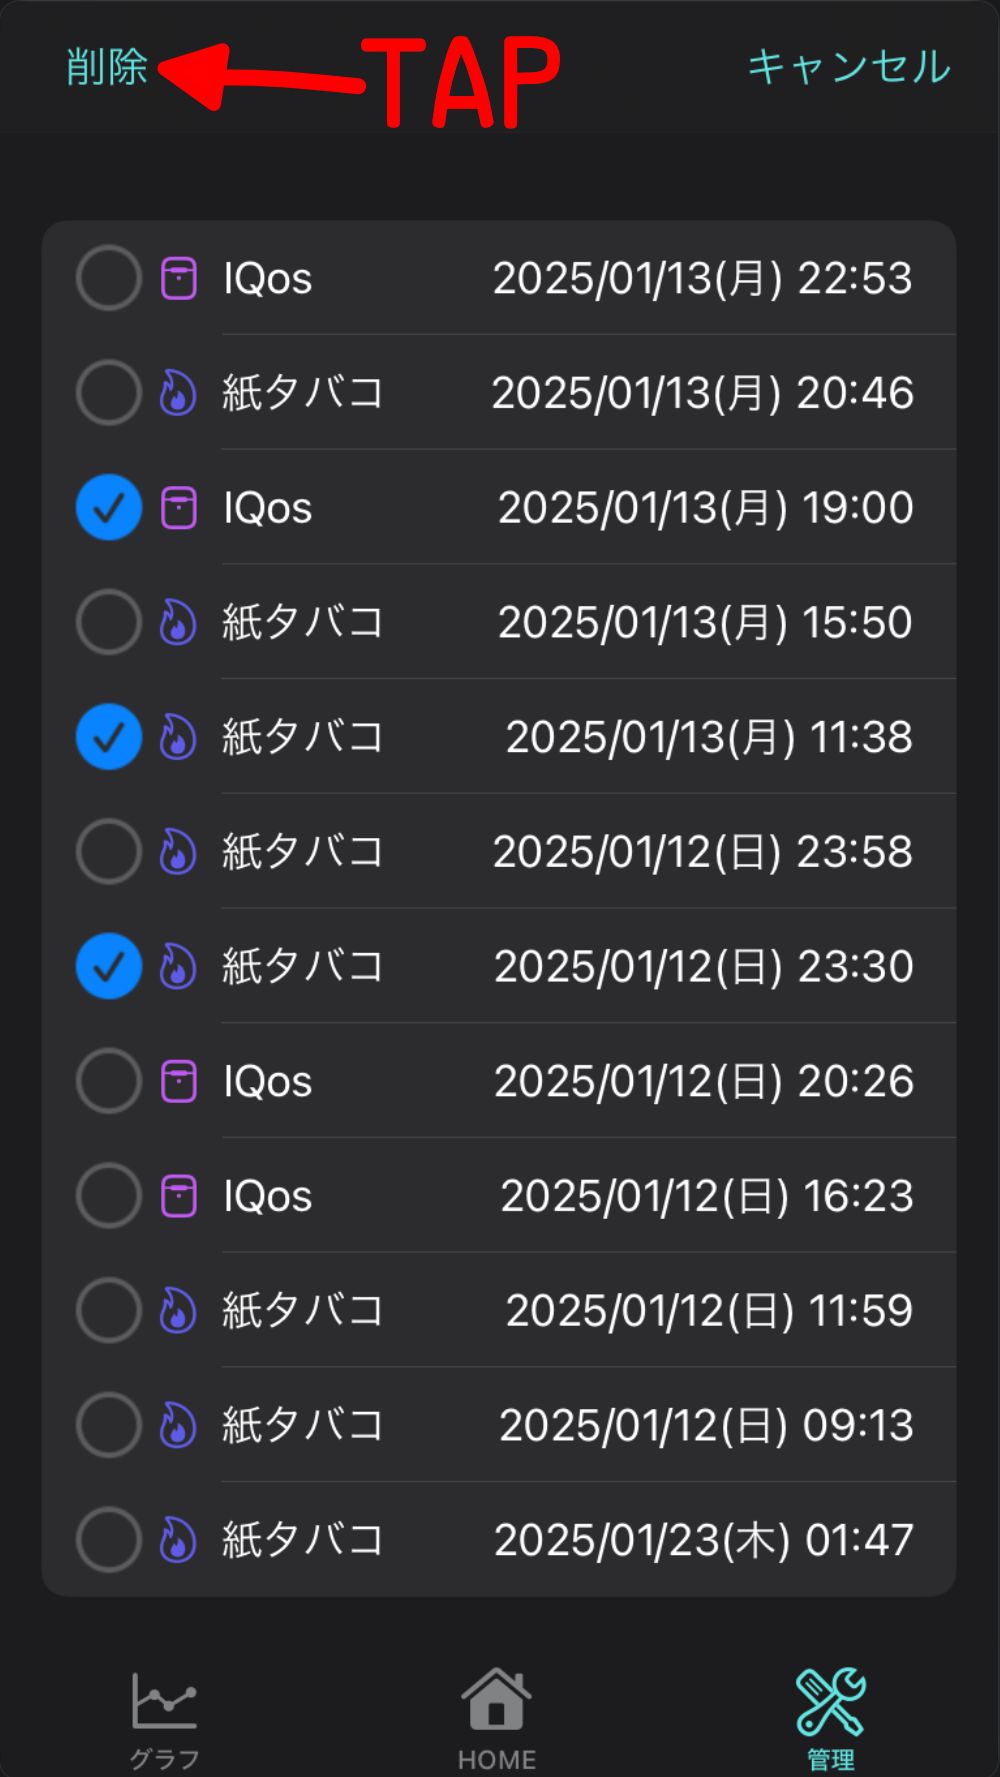 削除 TAP キャンセル
IQos 2025/01/13(月) 22:53
紙タバコ 2025/01/13(月) 20:46
IQos 2025/01/13(月) 19:00
紙タバコ 2025/01/13(月) 15:50
紙タバコ 2025/01/13(月) 11:38
紙タバコ 2025/01/12(日) 23:58
紙タバコ 2025/01/12(日) 23:30
IQos 2025/01/12(日) 20:26
IQos 2025/01/12(日) 16:23
紙タバコ 2025/01/12(日) 11:59
紙タバコ 2025/01/12(日) 09:13
紙タバコ 2025/01/23(木) 01:47
グラフ HOME 管理